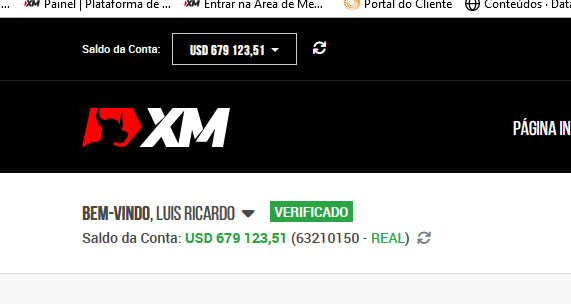 ... Painel | Plataforma de ... XM Entrar na Área de Me... Portal do Cliente Conteúdos · Data
Saldo da Conta: USD 679 123,51
XM
PÁGINA IN
BEM-VINDO, LUIS RICARDO VERIFICADO
Saldo da Conta: USD 679 123,51 (63210150 - REAL)